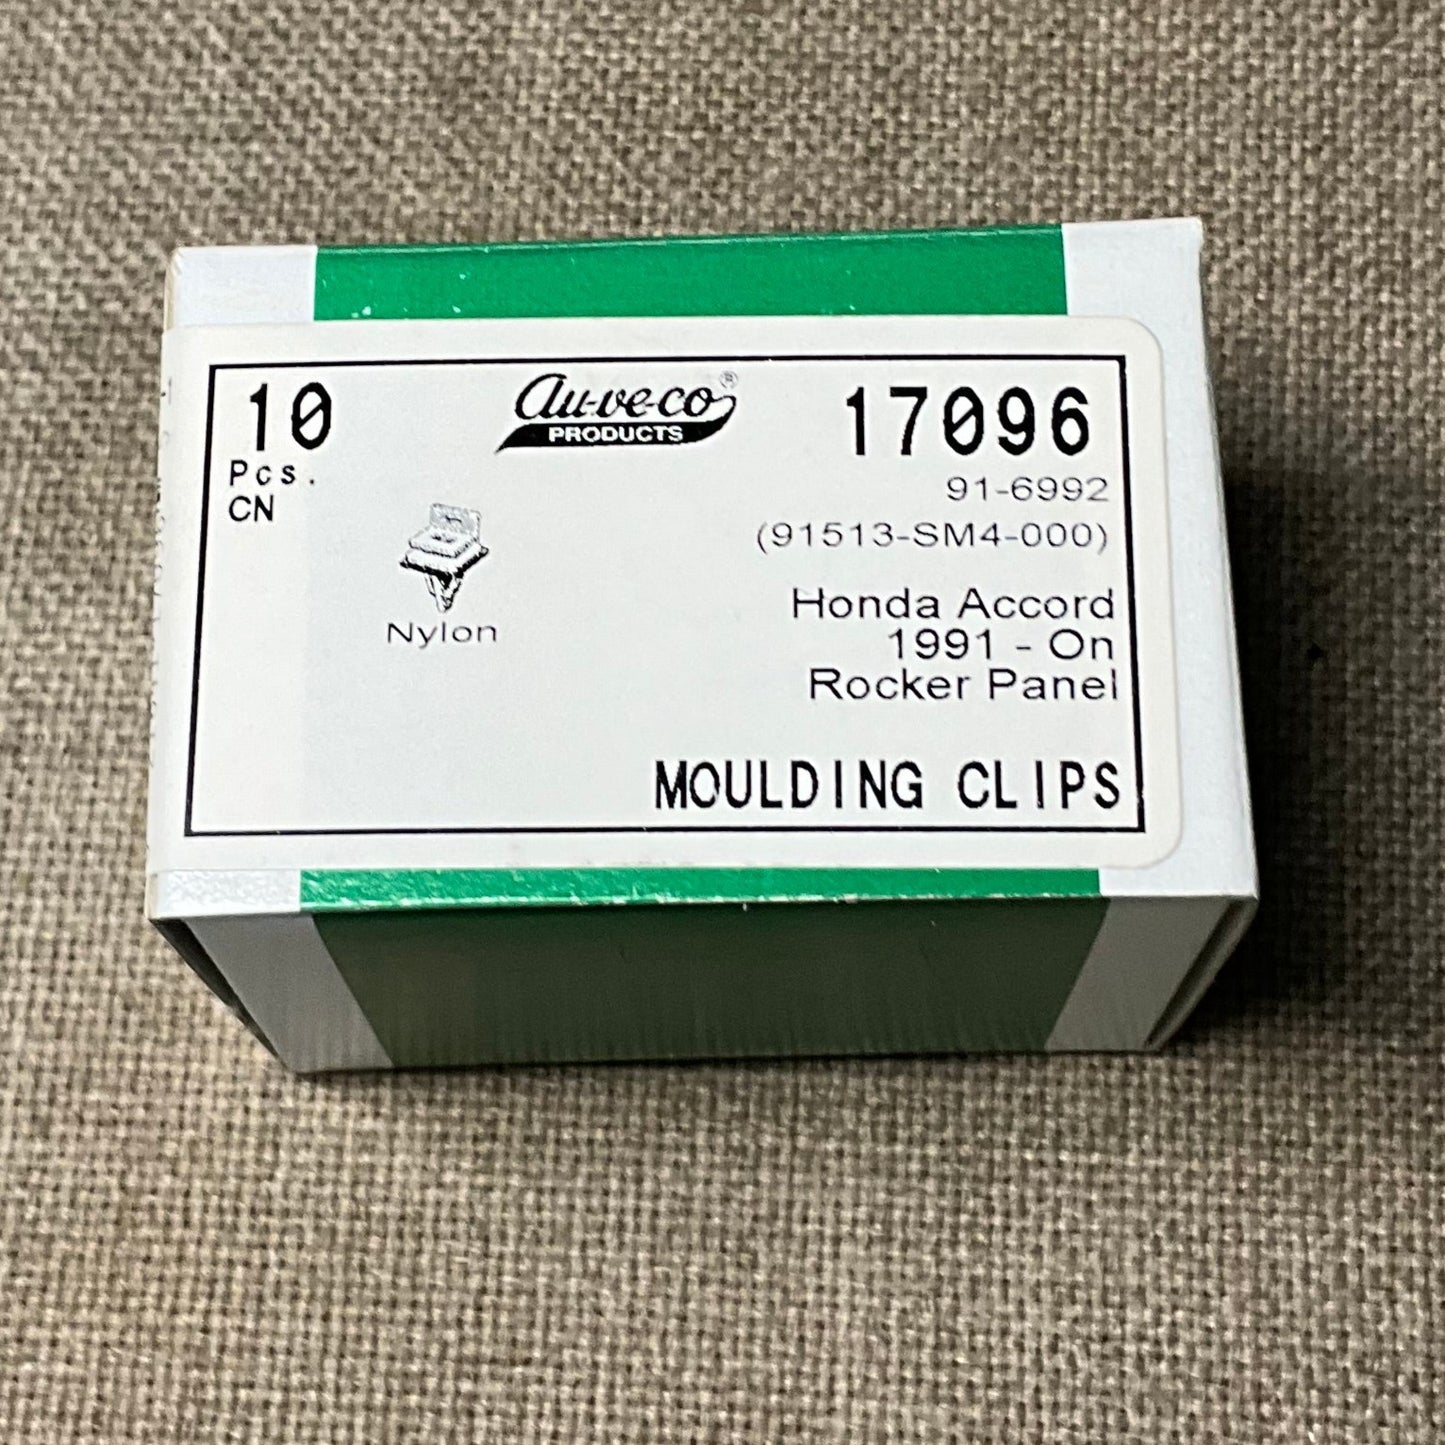 10
Pcs.
CN
au-ve-co®
PRODUCTS
17096
91-6992
(91513-SM4-000)
Nylon
Honda Accord
1991 - On
Rocker Panel
MOULDING CLIPS